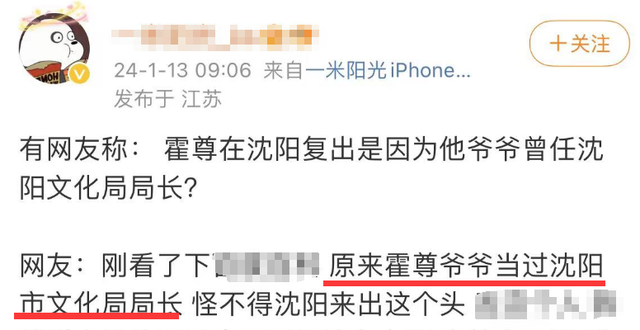 24-1-13 09:06 来自一米阳光iPhone...
+关注
发布于 江苏
有网友称： 霍尊在沈阳复出是因为他爷爷曾任沈
阳文化局局长?
网友：刚看了下 原来霍尊爷爷当过沈阳
市文化局局长 怪不得沈阳来出这个头